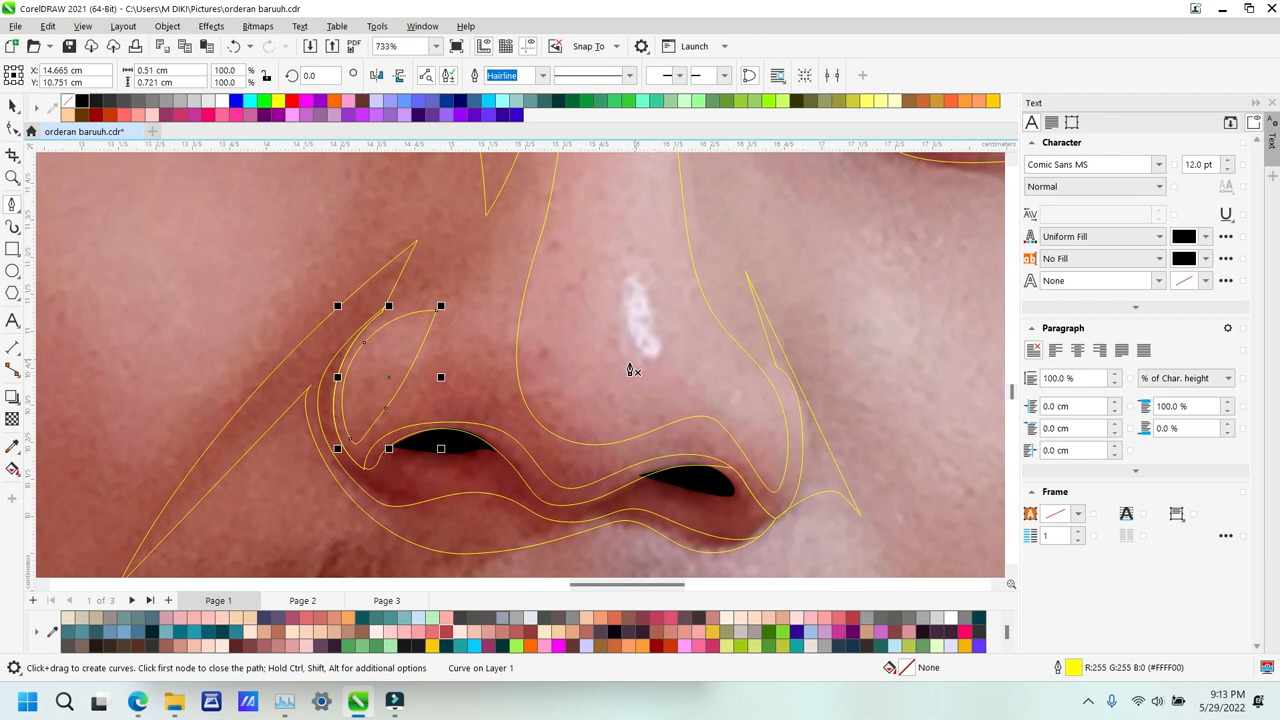 CorelDRAW 2021 (64-Bit) - C:\Users\M DIKI\Pictures\orderan baruuh.cdr
File Edit View Layout Object Effects Bitmaps Text Table Tools Window Help
733% Snap To Launch
X: 14.665 cm 0.51 cm 100.0 % 0.0 Hairline
Y: 10.751 cm 0.721 cm 100.0 %
orderan baruuh.cdr*
centimeters
Text
Character
Comic Sans MS 12.0 pt
Normal
Uniform Fill
No Fill
None
Paragraph
100.0 % % of Char. height
0.0 cm 100.0 %
0.0 cm 0.0 %
0.0 cm
Frame
1
1 of 3 Page 1 Page 2 Page 3
Click+drag to create curves. Click first node to close the path; Hold Ctrl, Shift, Alt for additional options Curve on Layer 1 None R:255 G:255 B:0 (#FFFF00)
9:13 PM
5/29/2022